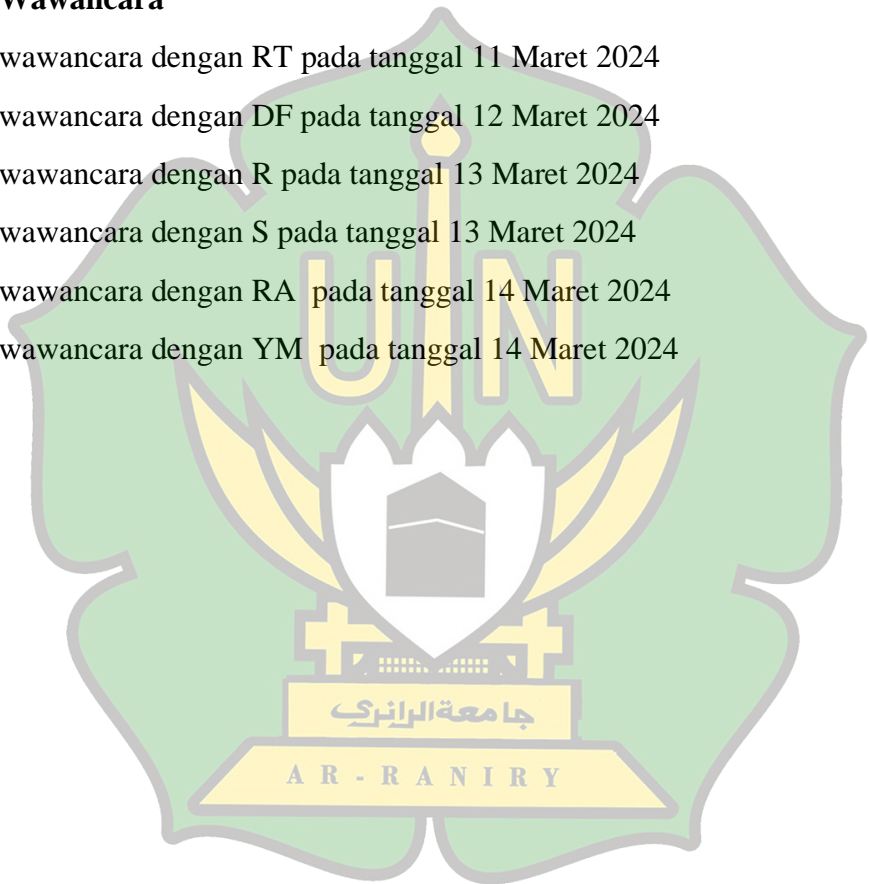 Wawancara
wawancara dengan RT pada tanggal 11 Maret 2024
wawancara dengan DF pada tanggal 12 Maret 2024
wawancara dengan R pada tanggal 13 Maret 2024
wawancara dengan S pada tanggal 13 Maret 2024
wawancara dengan RA pada tanggal 14 Maret 2024
wawancara dengan YM pada tanggal 14 Maret 2024
UIN
جامعة الرانري
AR-RANIRY